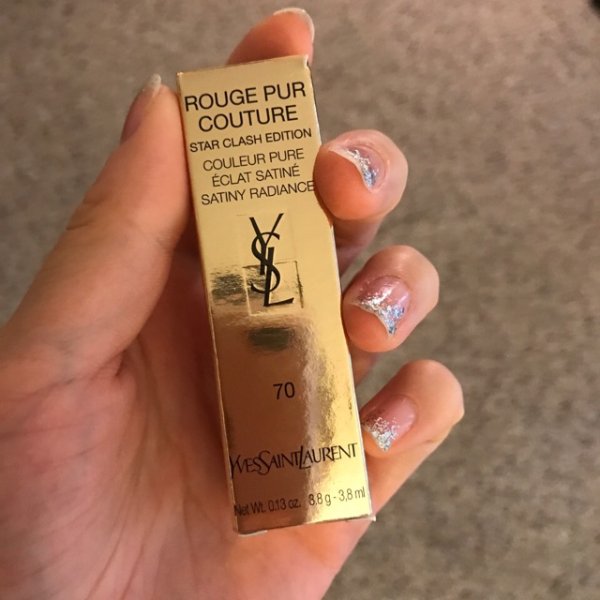 ROUGE PUR
COUTURE
STAR CLASH EDITION
COULEUR PURE
ÉCLAT SATINÉ
SATINY RADIANCE
YSL
70
YVESSAINTLAURENT
Net Wt. 0.13 oz. 3,8 g - 3,8 ml